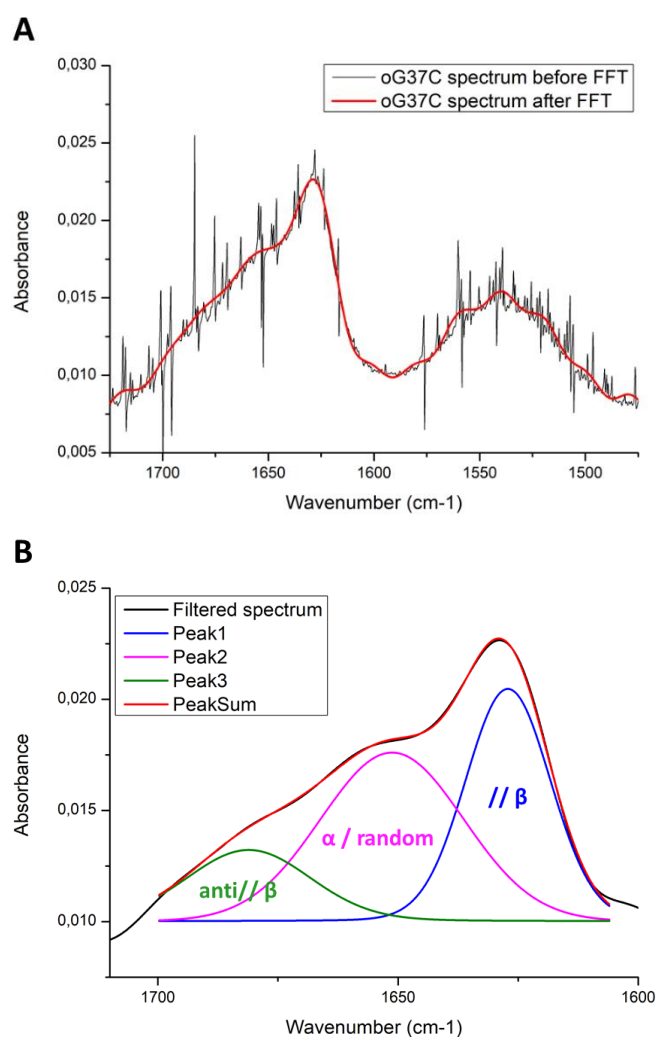 A
oG37C spectrum before FFT
oG37C spectrum after FFT
0,030
0,025
0,020
0,015
0,010
0,005
Absorbance
1700
1650
1600
1550
1500
Wavenumber (cm-1)
B
Filtered spectrum
Peak1
Peak2
Peak3
PeakSum
0,025
0,020
0,015
0,010
Absorbance
// β
α / random
anti// β
1700
1650
1600
Wavenumber (cm-1)